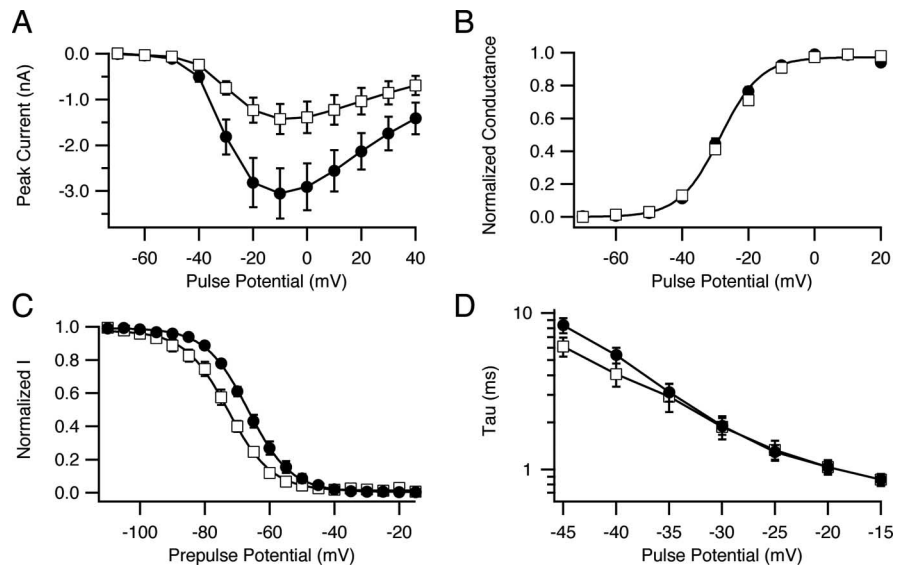 A
Peak Current (nA)
0.0
-1.0
-2.0
-3.0
-60 -40 -20 0 20 40
Pulse Potential (mV)
B
Normalized Conductance
1.0
0.8
0.6
0.4
0.2
0.0
-60 -40 -20 0 20
Pulse Potential (mV)
C
Normalized I
1.0
0.8
0.6
0.4
0.2
0.0
-100 -80 -60 -40 -20
Prepulse Potential (mV)
D
Tau (ms)
10
1
-45 -40 -35 -30 -25 -20 -15
Pulse Potential (mV)